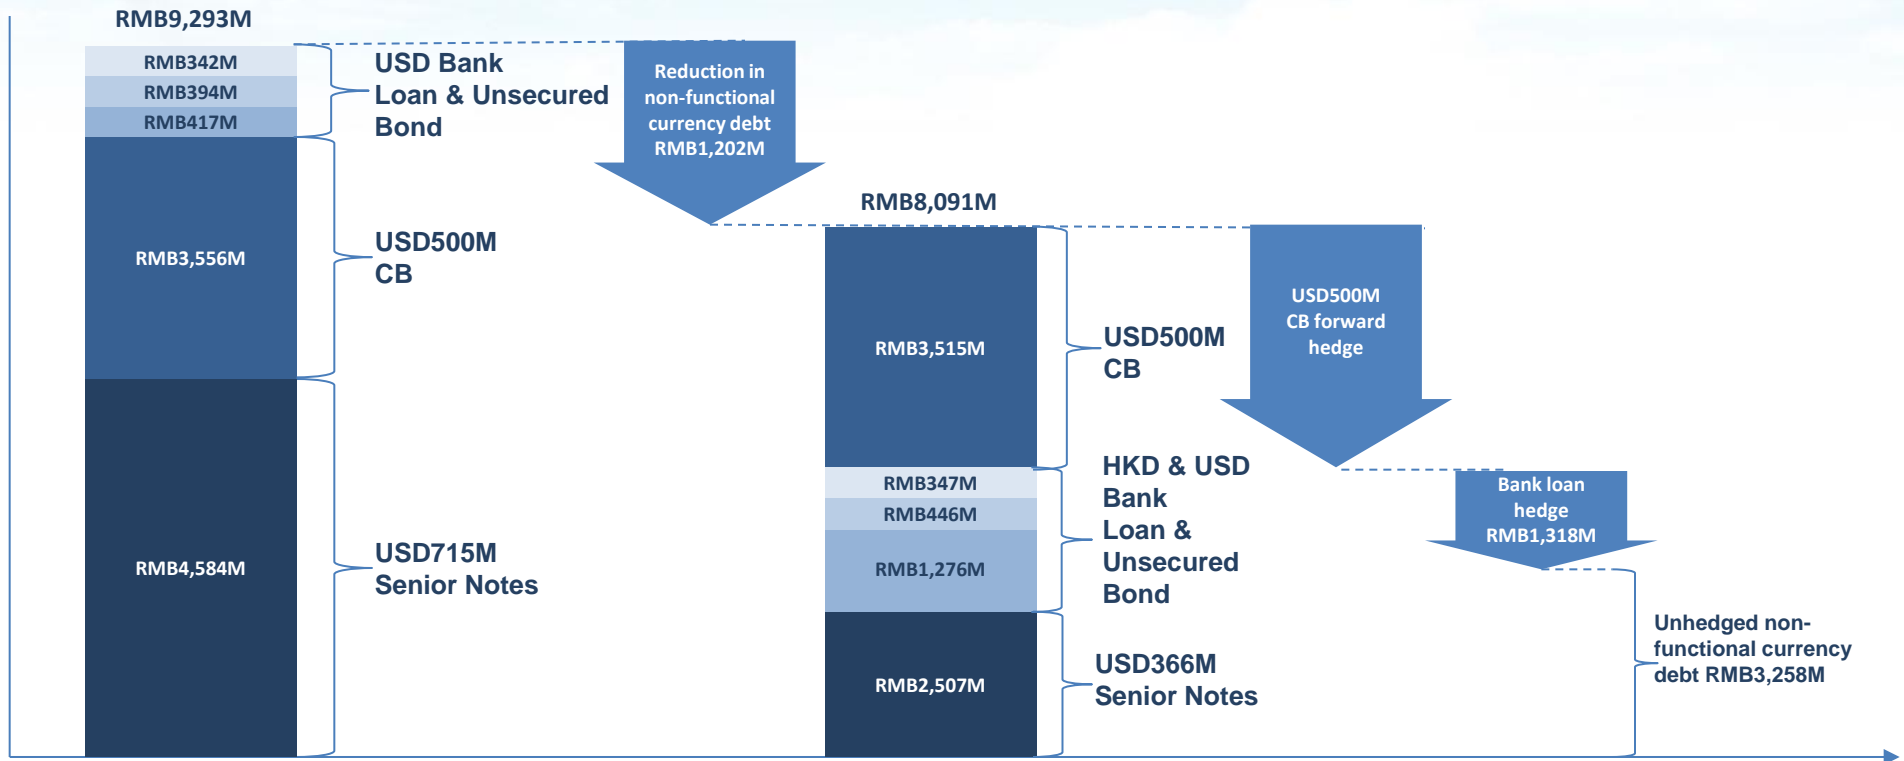 RMB9,293M
RMB342M
RMB394M
RMB417M
RMB3,556M
RMB4,584M
USD Bank
Loan & Unsecured
Bond
USD500M
CB
USD715M
Senior Notes
Reduction in
non-functional
currency debt
RMB1,202M
RMB8,091M
RMB3,515M
RMB347M
RMB446M
RMB1,276M
RMB2,507M
USD500M
CB
HKD & USD
Bank
Loan &
Unsecured
Bond
USD366M
Senior Notes
USD500M
CB forward
hedge
Bank loan
hedge
RMB1,318M
Unhedged non-
functional currency
debt RMB3,258M